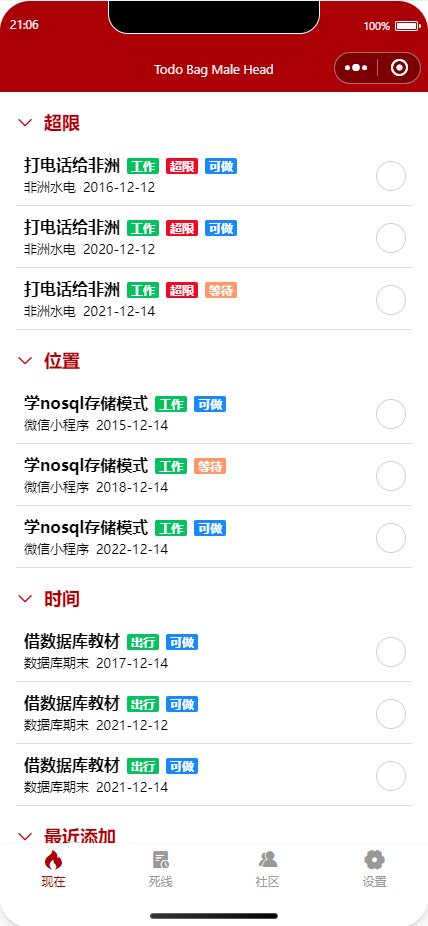 21:06
100%
Todo Bag Male Head
超限
打电话给非洲 工作 超限 可做
非洲水电 2016-12-12
打电话给非洲 工作 超限 可做
非洲水电 2020-12-12
打电话给非洲 工作 超限 等待
非洲水电 2021-12-14
位置
学nosql存储模式 工作 可做
微信小程序 2015-12-14
学nosql存储模式 工作 等待
微信小程序 2018-12-14
学nosql存储模式 工作 可做
微信小程序 2022-12-14
时间
借数据库教材 出行 可做
数据库期末 2017-12-14
借数据库教材 出行 可做
数据库期末 2021-12-12
借数据库教材 出行 可做
数据库期末 2021-12-14
最近添加
现在 死线 社区 设置